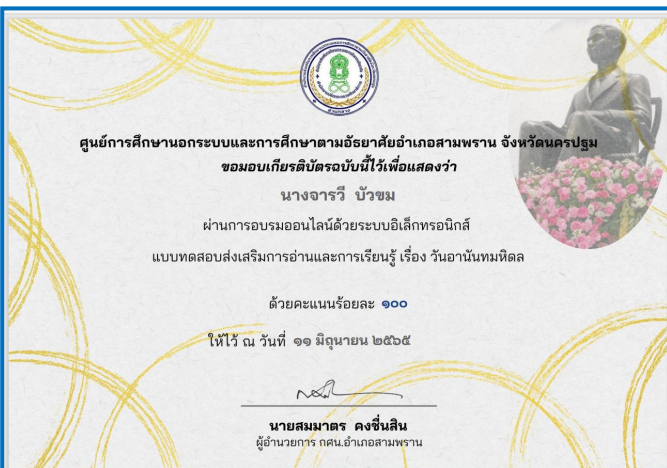 ศูนย์การศึกษานอกระบบและการศึกษาตามอัธยาศัยอำเภอสามพราน จังหวัดนครปฐม
ขอมอบเกียรติบัตรฉบับนี้ไว้เพื่อแสดงว่า
นางจารวี บัวขม
ผ่านการอบรมออนไลน์ด้วยระบบอิเล็กทรอนิกส์
แบบทดสอบส่งเสริมการอ่านและการเรียนรู้ เรื่อง วันอานันทมหิดล
ด้วยคะแนนร้อยละ ๑๐๐
ให้ไว้ ณ วันที่ ๑๑ มิถุนายน ๒๕๖๕
นายสมมาตร คงชื่นสิน
ผู้อำนวยการ กศน.อำเภอสามพราน